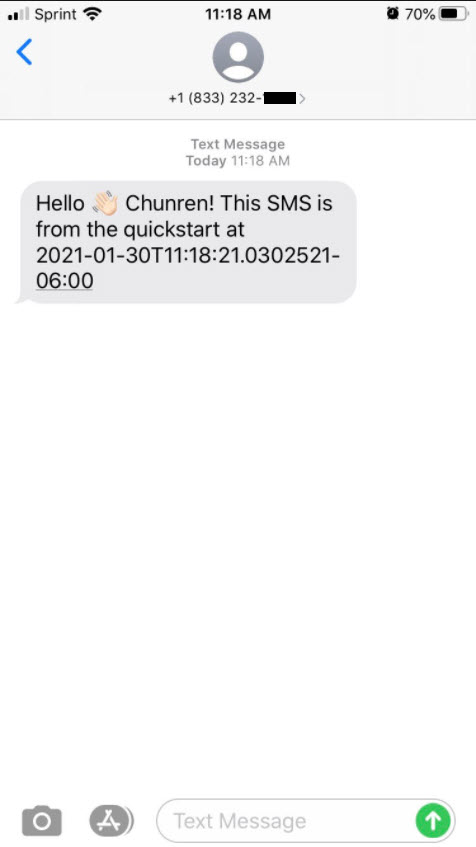 Sprint 11:18 AM 70%
+1 (833) 232-
Text Message
Today 11:18 AM
Hello 👋🏻 Chunren! This SMS is
from the quickstart at
2021-01-30T11:18:21.0302521-
06:00
Text Message